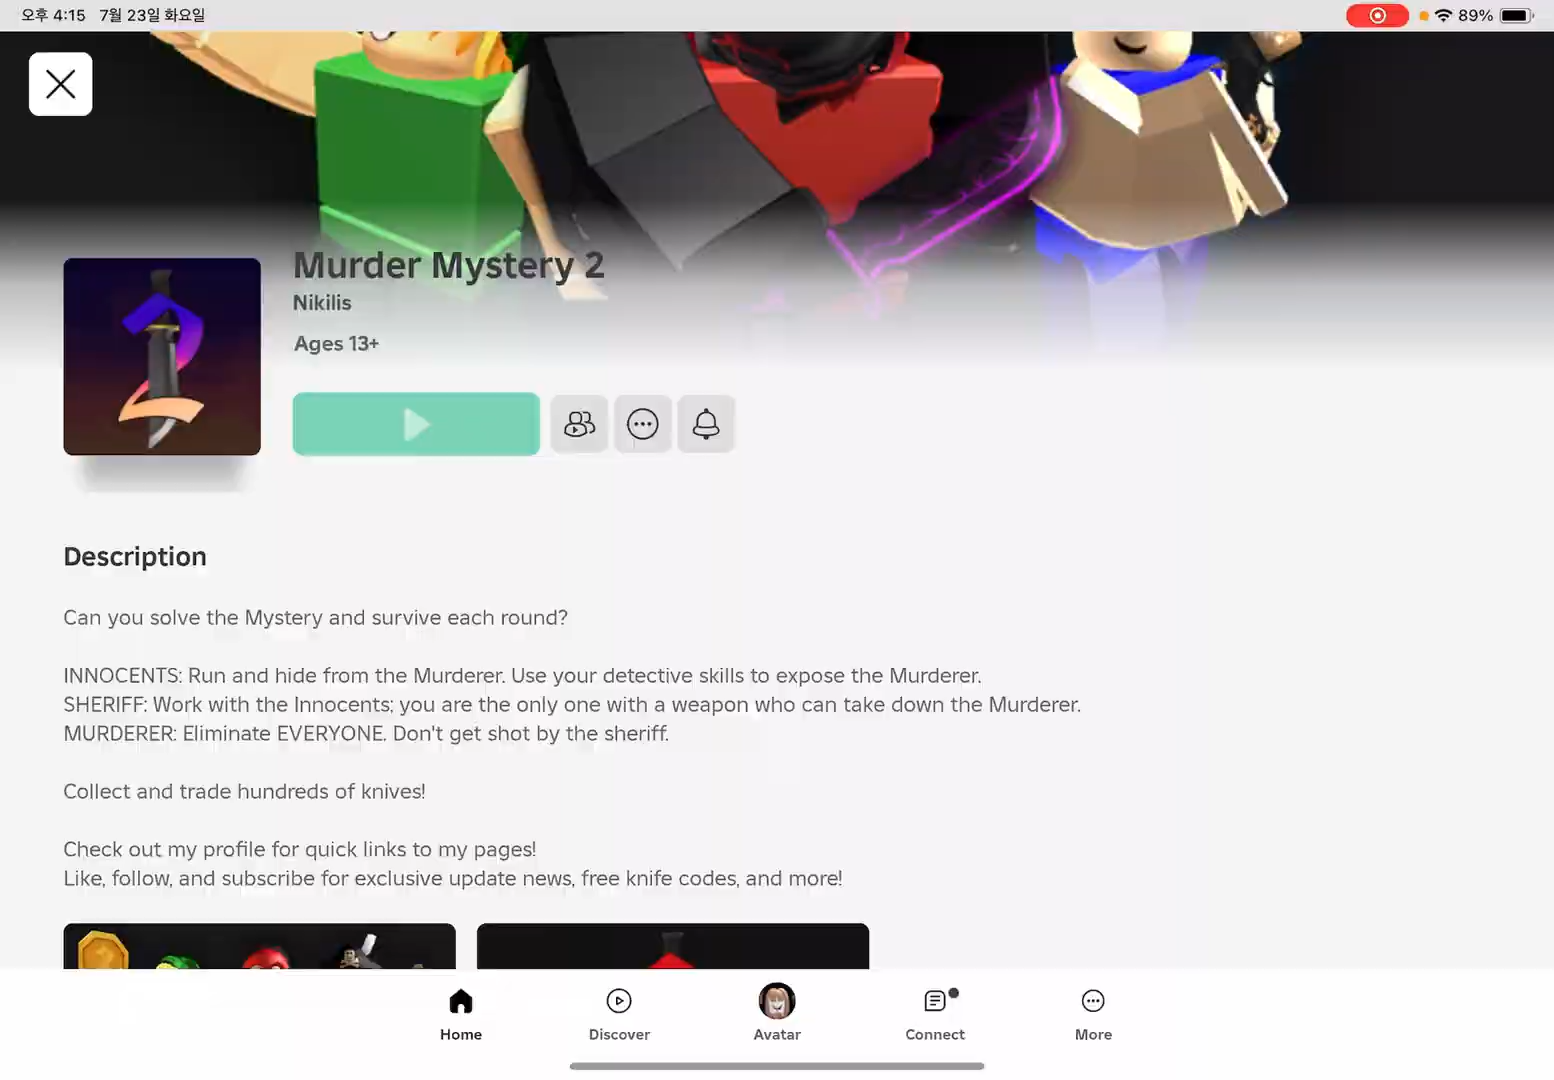 오후 4:15 7월 23일 화요일
89%
Murder Mystery 2
Nikilis
Ages 13+
Description
Can you solve the Mystery and survive each round?
INNOCENTS: Run and hide from the Murderer. Use your detective skills to expose the Murderer.
SHERIFF: Work with the Innocents; you are the only one with a weapon who can take down the Murderer.
MURDERER: Eliminate EVERYONE. Don't get shot by the sheriff.
Collect and trade hundreds of knives!
Check out my profile for quick links to my pages!
Like, follow, and subscribe for exclusive update news, free knife codes, and more!
Home
Discover
Avatar
Connect
More